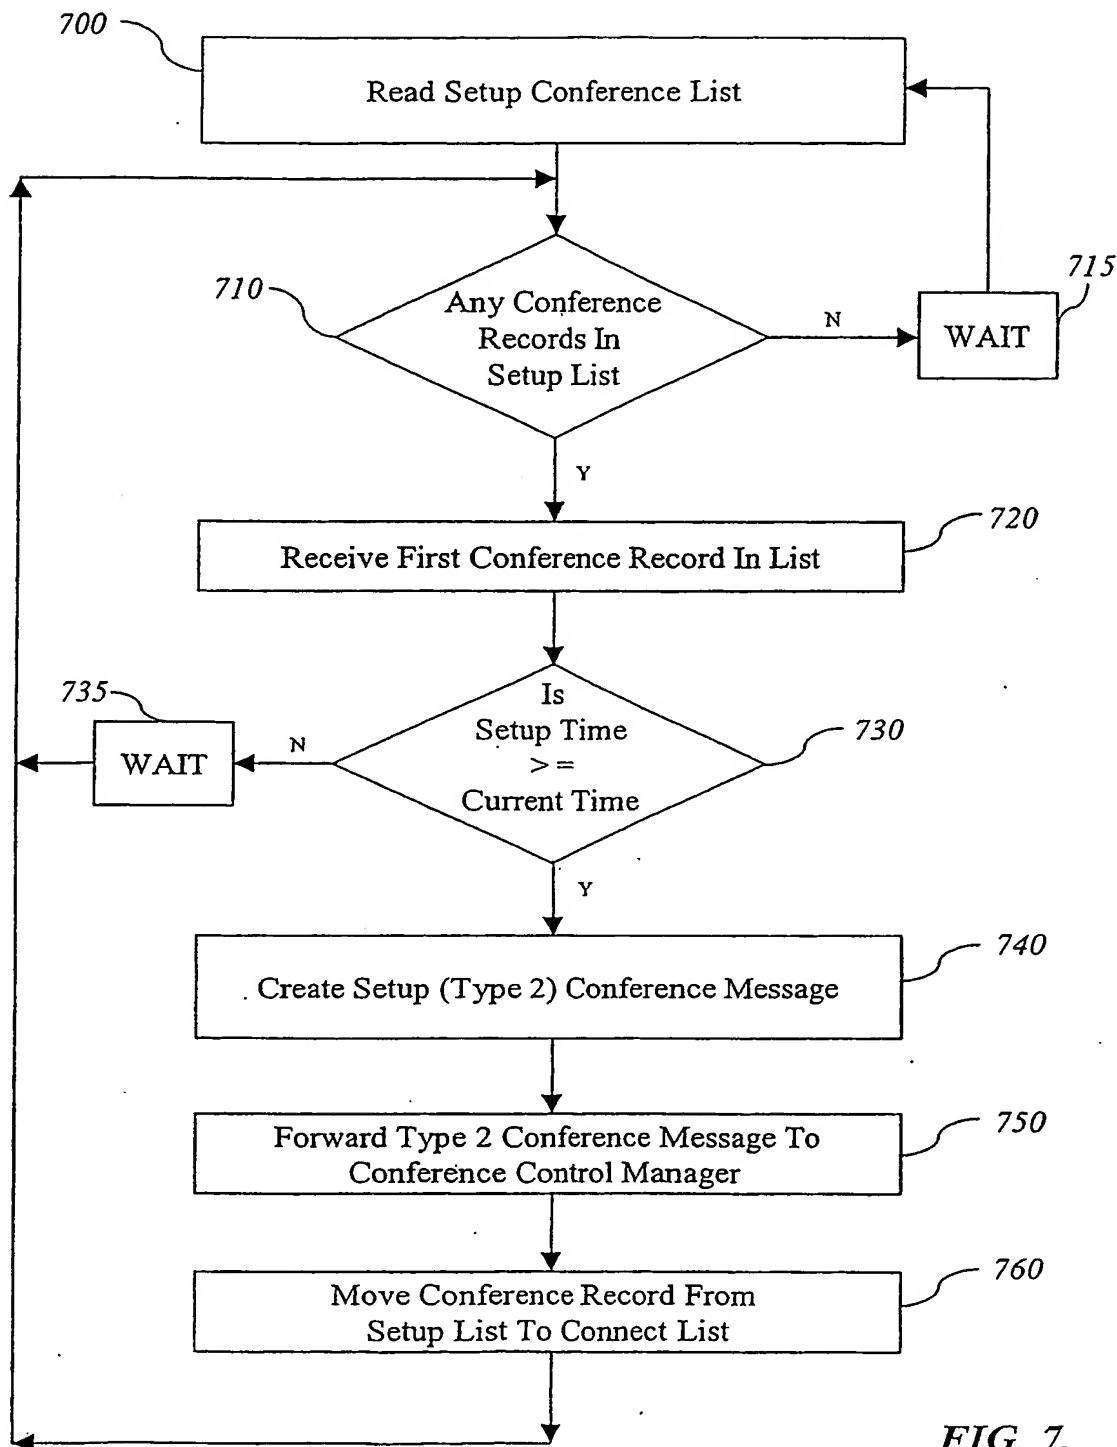 700
Read Setup Conference List
710
Any Conference
Records In
Setup List
N
715
WAIT
Y
720
Receive First Conference Record In List
735
WAIT
N
Is
Setup Time
>=
Current Time
730
Y
740
Create Setup (Type 2) Conference Message
750
Forward Type 2 Conference Message To
Conference Control Manager
760
Move Conference Record From
Setup List To Connect List
FIG. 7.